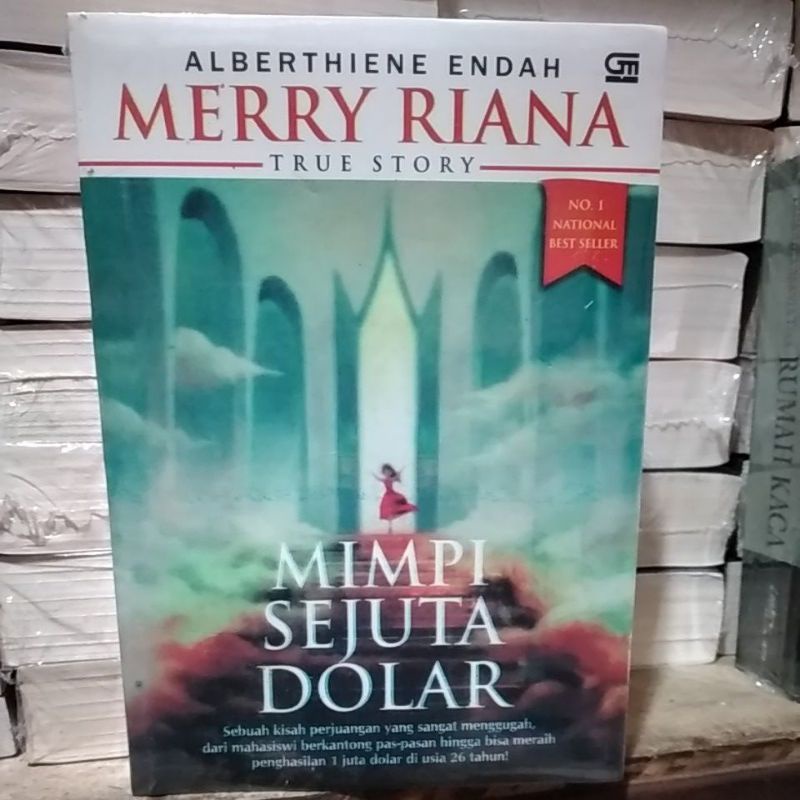 ALBERTHIENE ENDAH
GM
MERRY RIANA
TRUE STORY
NO. 1
NATIONAL
BEST SELLER
MIMPI
SEJUTA
DOLAR
Sebuah kisah perjuangan yang sangat menggugah,
dari mahasiswi berkantong pas-pasan hingga bisa meraih
penghasilan 1 juta dolar di usia 26 tahun!
RUMAH KACA